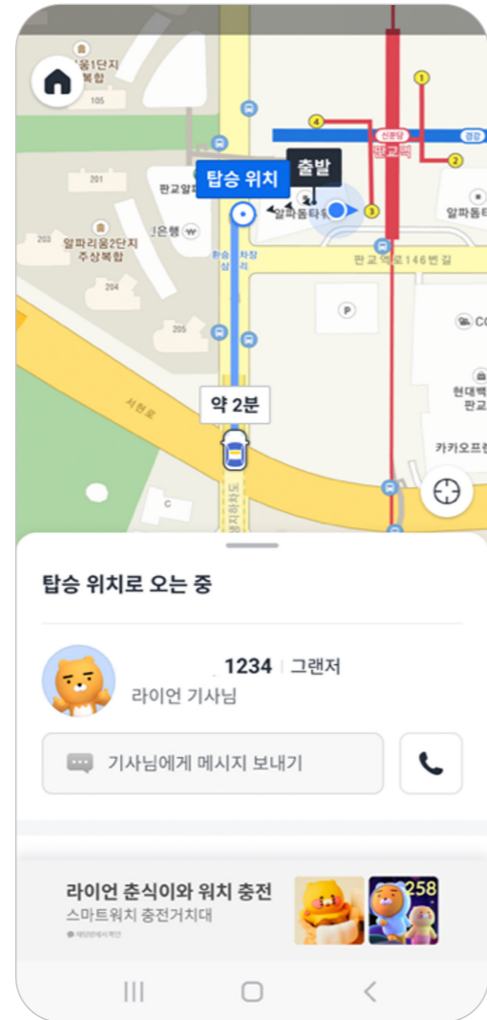 움1단지
복합
105
201
판교알파
알파리움2단지
주상복합
203
204
205
탑승 위치
출발
알파돔타워
1
2
3
4
신분당
판교역
경강
알파돔타
판교역로146번길
P
현대백
판교
카카오프렌
서현로
C
약 2분
탑승 위치로 오는 중
1234 그랜저
라이언 기사님
기사님에게 메시지 보내기
라이언 춘식이와 워치 충전
스마트워치 충전거치대
258